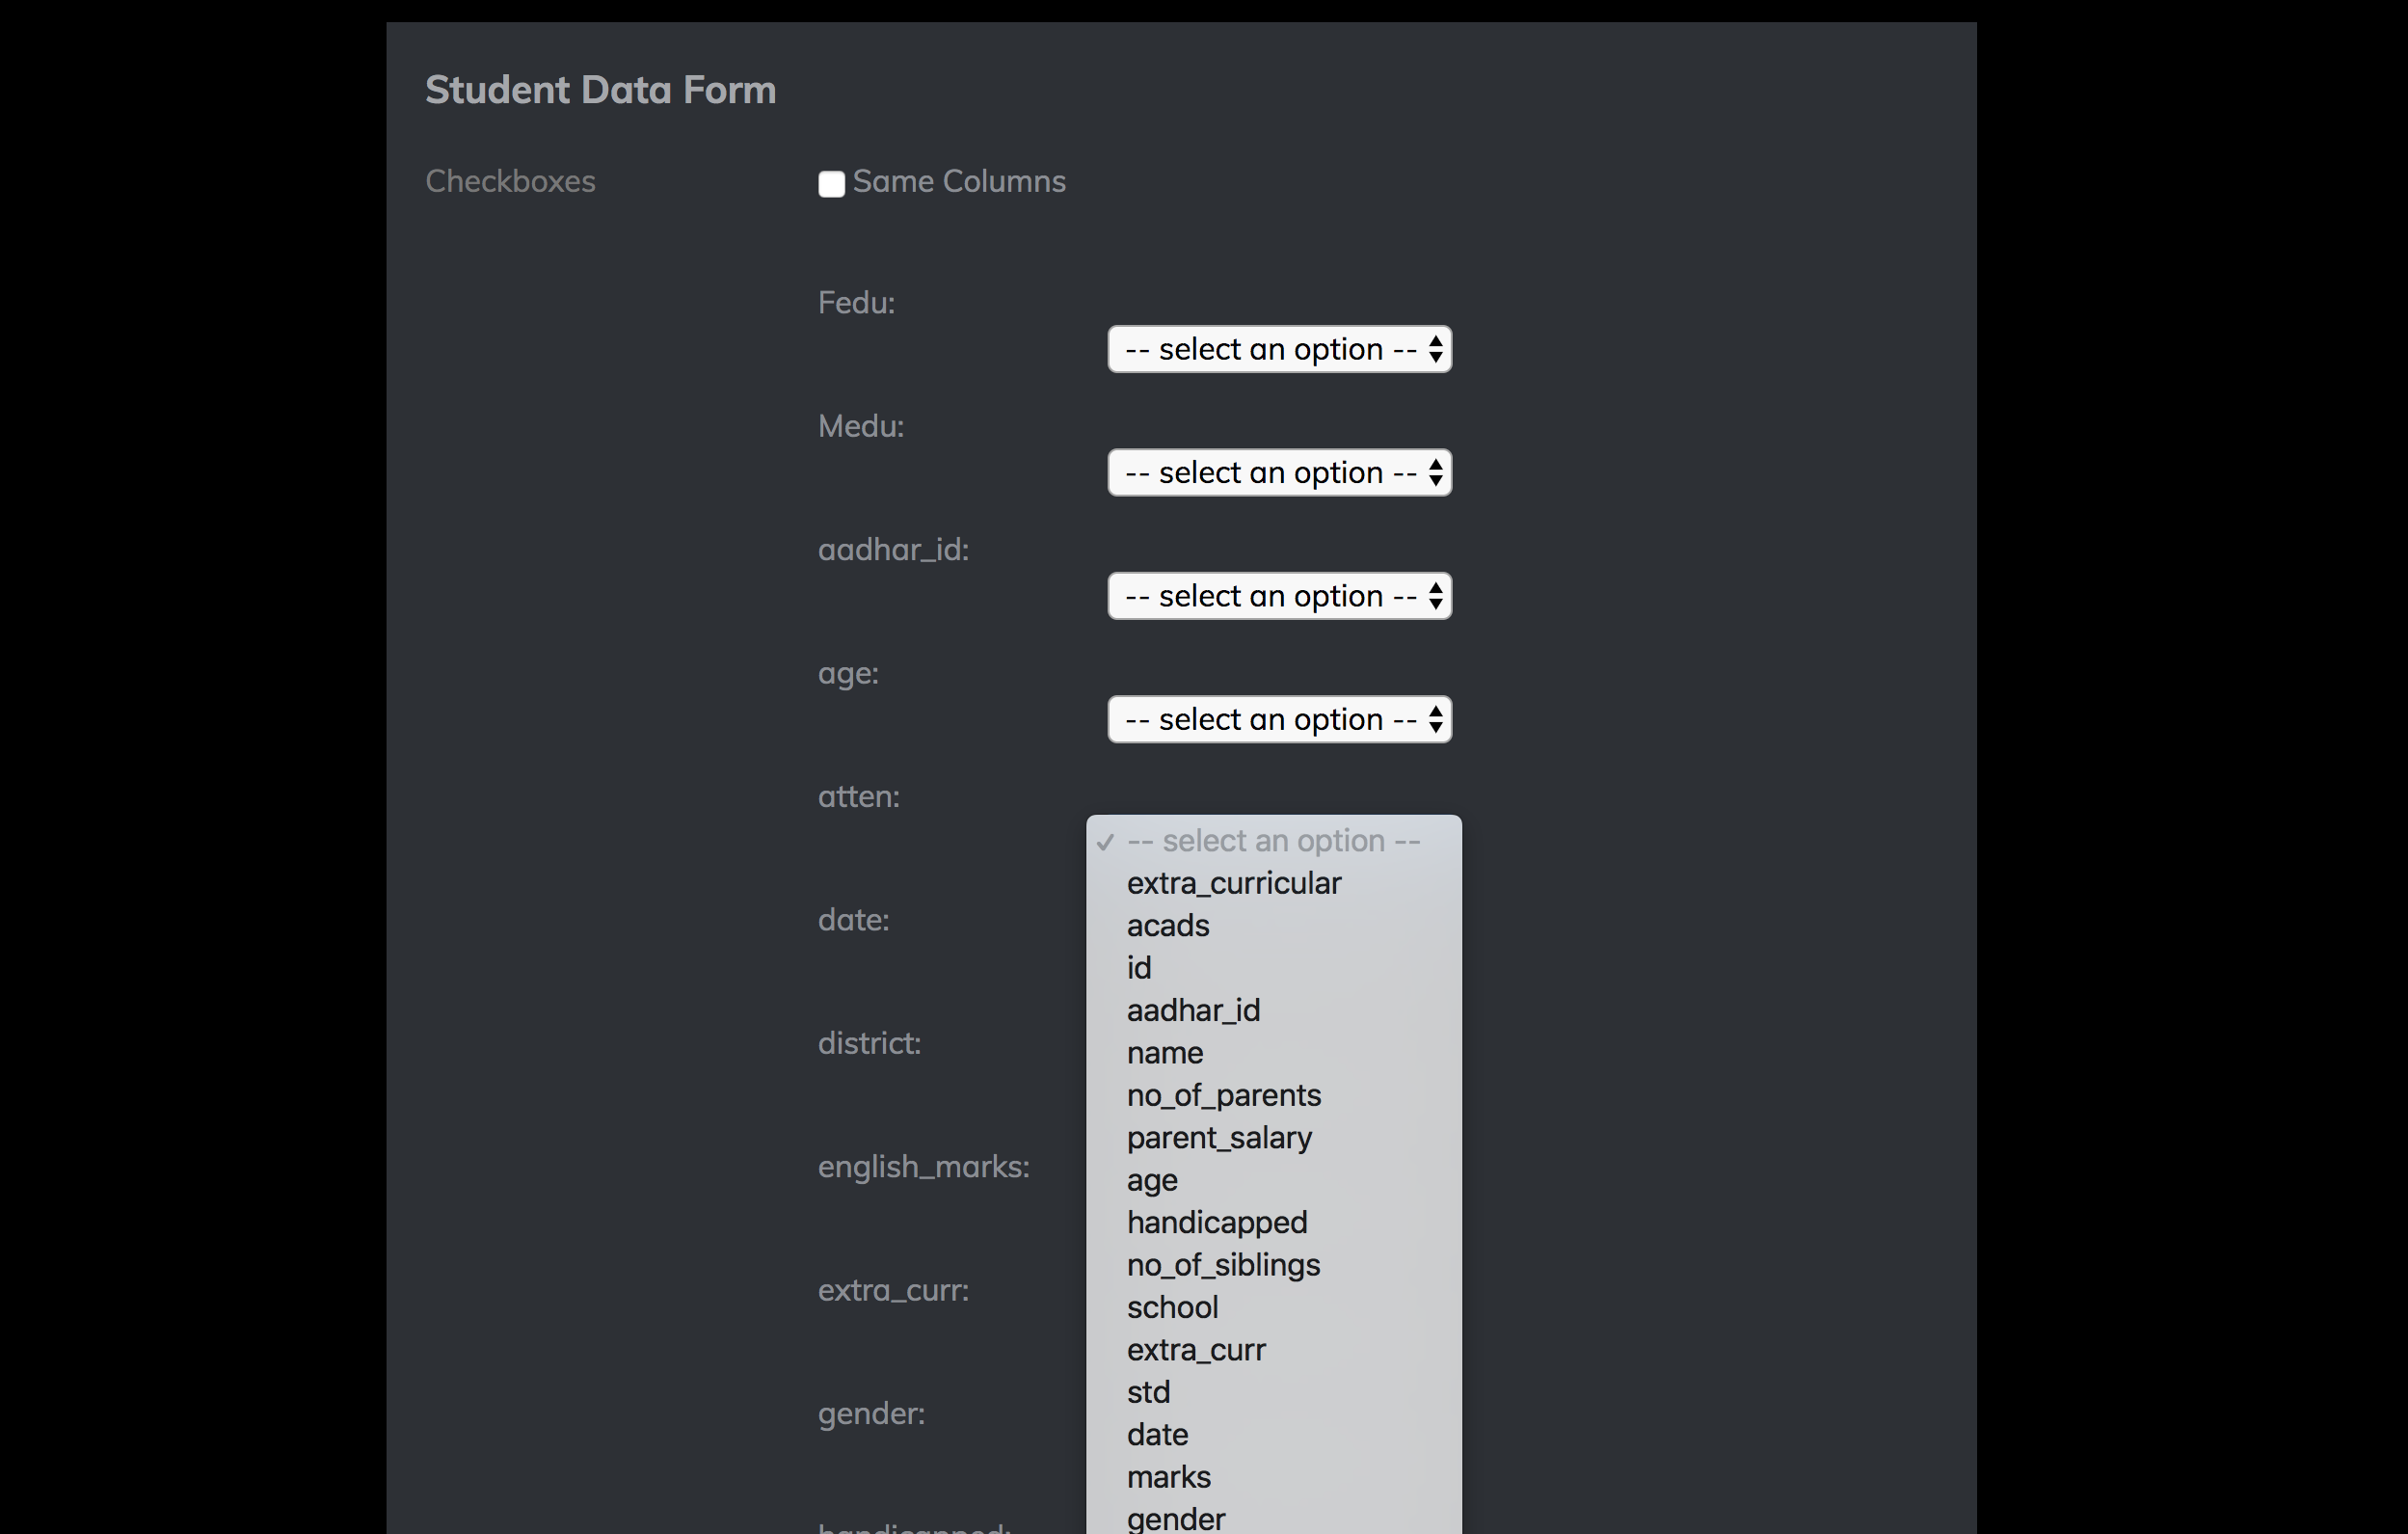 Student Data Form
Checkboxes
Same Columns
Fedu:
-- select an option --
Medu:
-- select an option --
aadhar_id:
-- select an option --
age:
-- select an option --
atten:
✓ -- select an option --
extra_curricular
acads
id
aadhar_id
name
no_of_parents
parent_salary
age
handicapped
no_of_siblings
school
extra_curr
std
date
marks
gender
date:
district:
english_marks:
extra_curr:
gender:
handicapped: